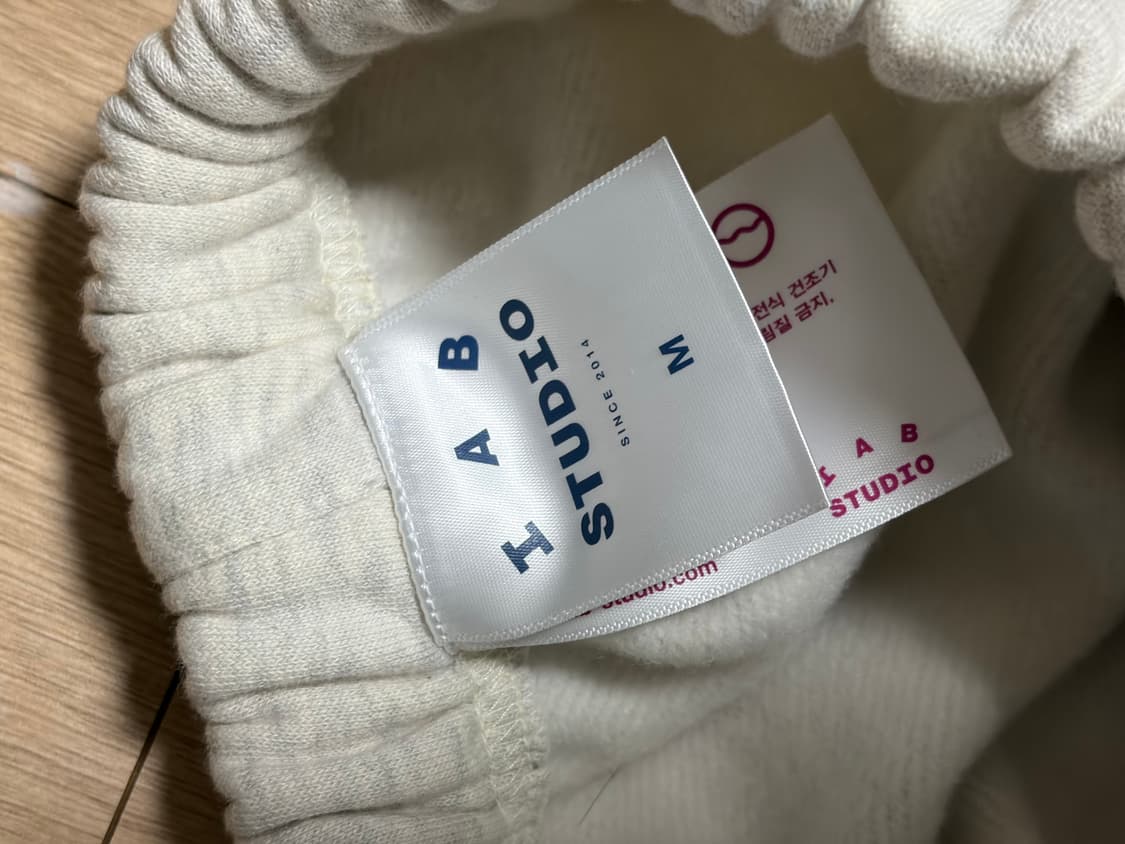 I A B
STUDIO
SINCE 2014
M
건조기
금지.
I A B
STUDIO
studio.com